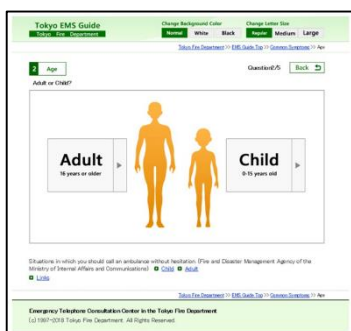 Tokyo EMS Guide
Tokyo Fire Department
Change Background Color
Normal White Black
Change Letter Size
Regular Medium Large
Tokyo Fire Department >> EMS Guide Top >> Common Symptoms >> Age
2 Age
Question2/5 Back
Adult or Child?
Adult
16 years or older
Child
0-15 years old
Situations in which you should call an ambulance without hesitation (Fire and Disaster Management Agency of the
Ministry of Internal Affairs and Communications) Child Adult
Links
Tokyo Fire Department >> EMS Guide Top >> Common Symptoms >> Age
Emergency Telephone Consultation Center in the Tokyo Fire Department
(c) 1997-2018 Tokyo Fire Department. All Rights Reserved.